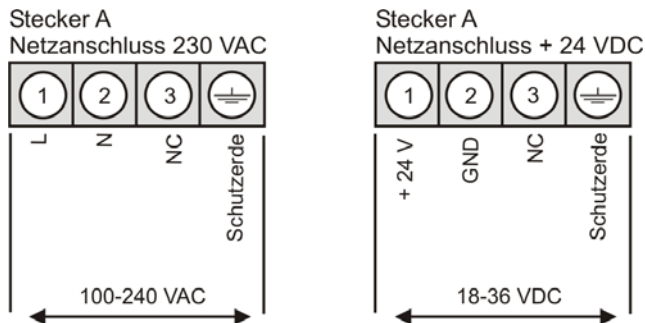 Stecker A
Netzanschluss 230 VAC
1 2 3
L N NC Schutzerde
100-240 VAC
Stecker A
Netzanschluss + 24 VDC
1 2 3
+ 24 V GND NC Schutzerde
18-36 VDC